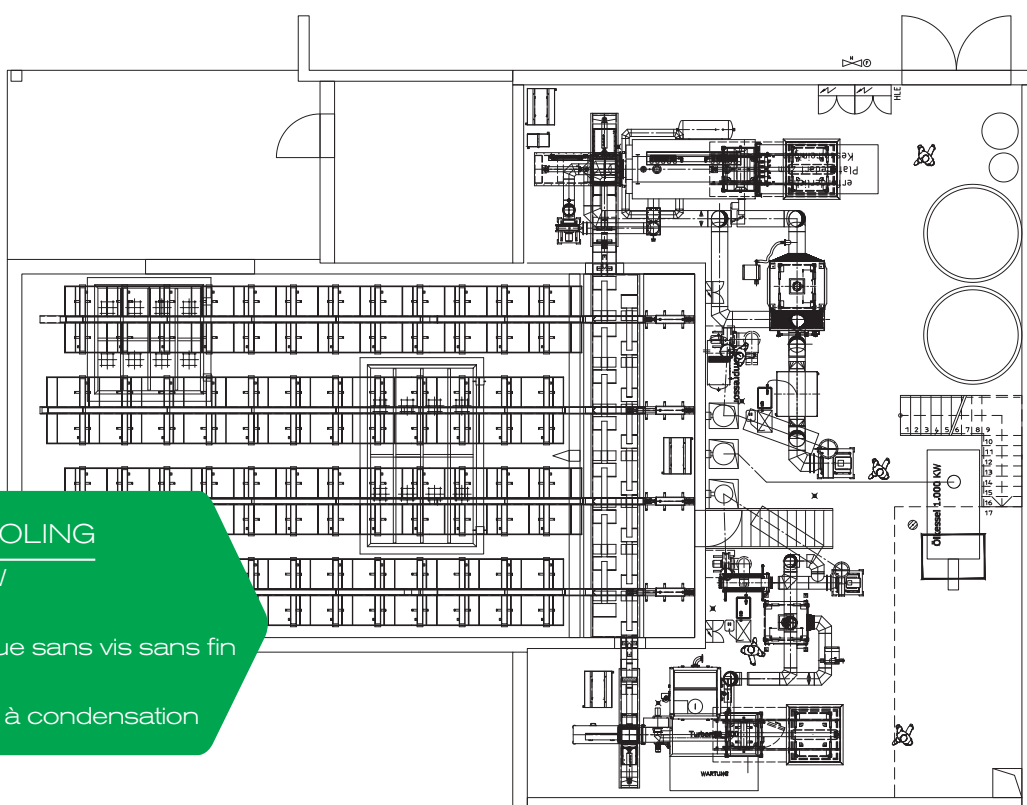 H
F
HLE
Kompressor
1 2 3 4 5 6 7 8 9
10
11
12
13
14
15
16
17
Ölkessel 1.000 KW
OLING
ue sans vis sans fin
à condensation
WARTUNG